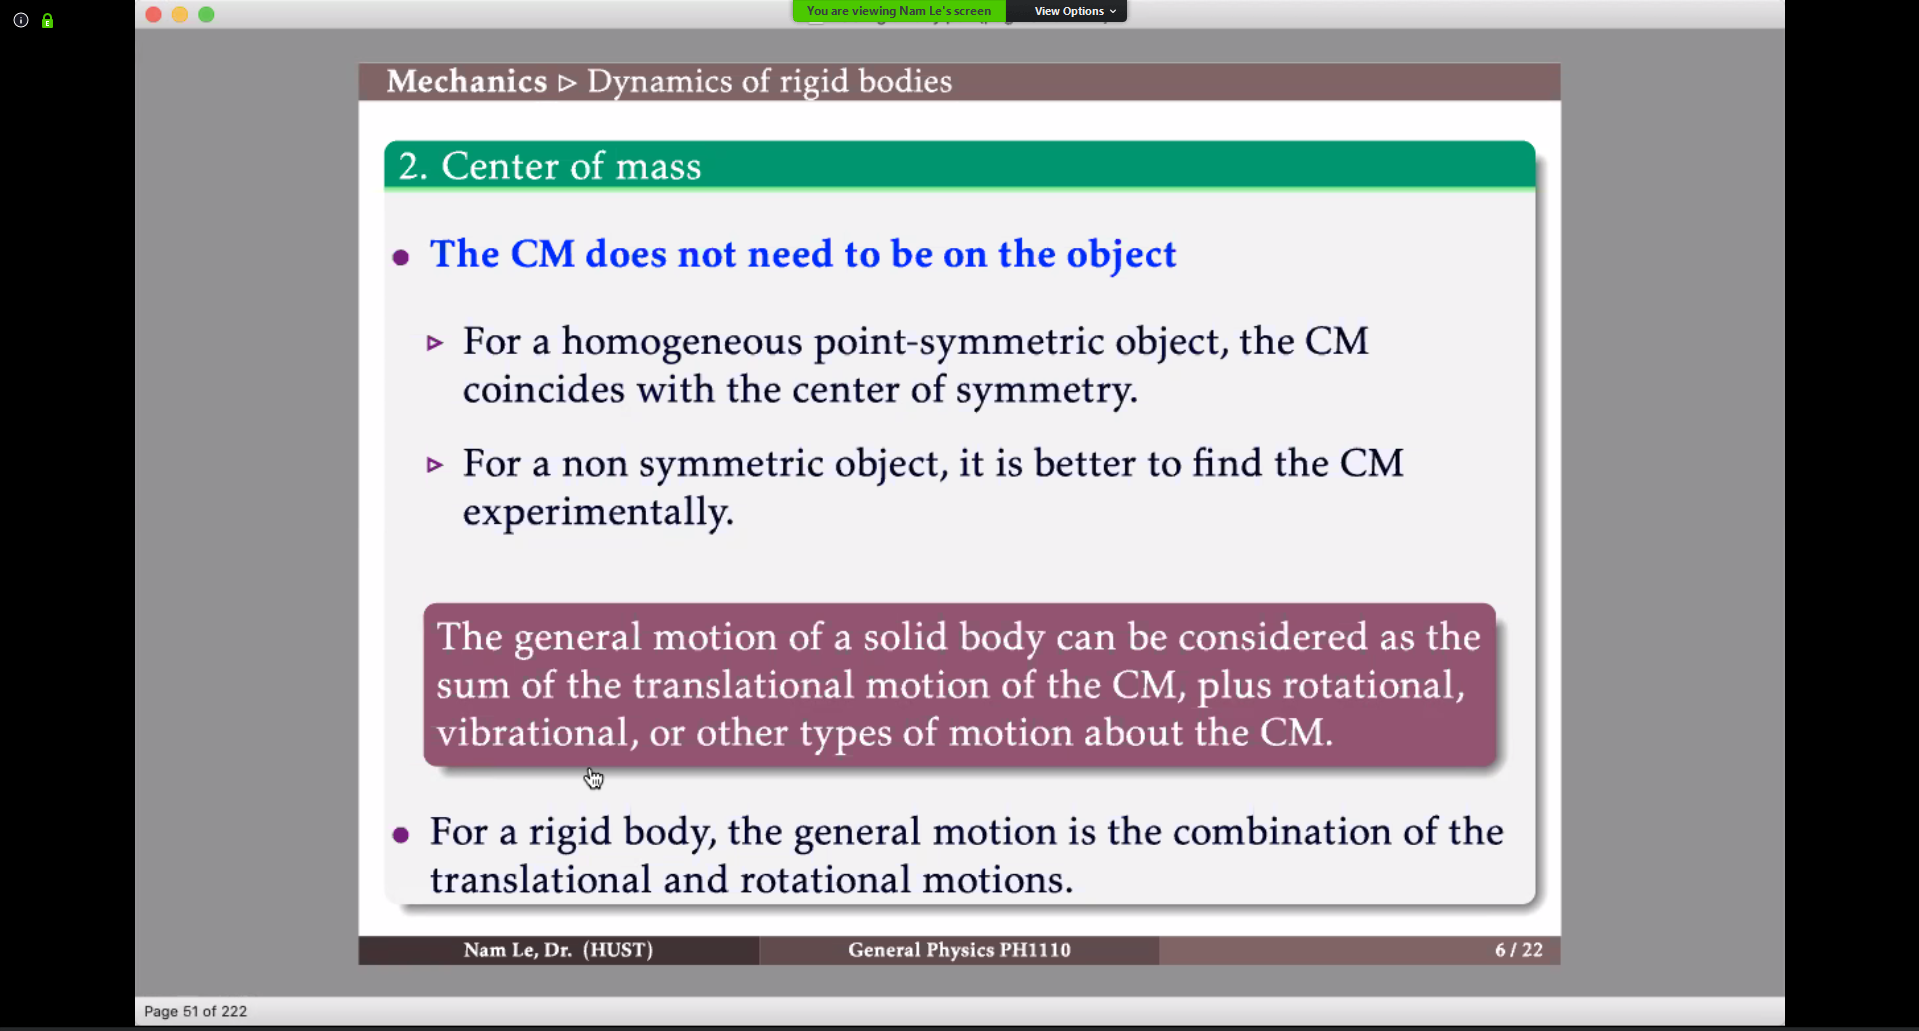 You are viewing Nam Le's screen View Options
Mechanics ▷ Dynamics of rigid bodies
2. Center of mass
• The CM does not need to be on the object
▷ For a homogeneous point-symmetric object, the CM
coincides with the center of symmetry.
▷ For a non symmetric object, it is better to find the CM
experimentally.
The general motion of a solid body can be considered as the
sum of the translational motion of the CM, plus rotational,
vibrational, or other types of motion about the CM.
• For a rigid body, the general motion is the combination of the
translational and rotational motions.
Nam Le, Dr. (HUST) General Physics PH1110 6 / 22
Page 51 of 222